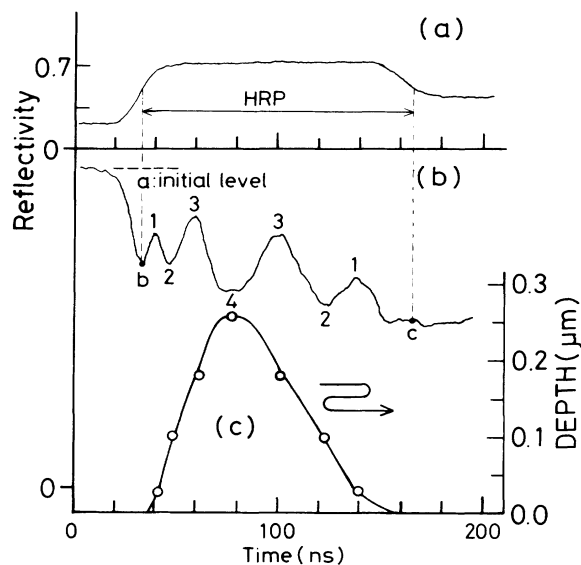 (a)
0.7
HRP
0
Reflectivity
a:initial level
(b)
1
3
3
1
b
2
2
c
4
(c)
0
0.3
0.2
0.1
0.0
DEPTH (μm)
0
100
200
Time (ns)